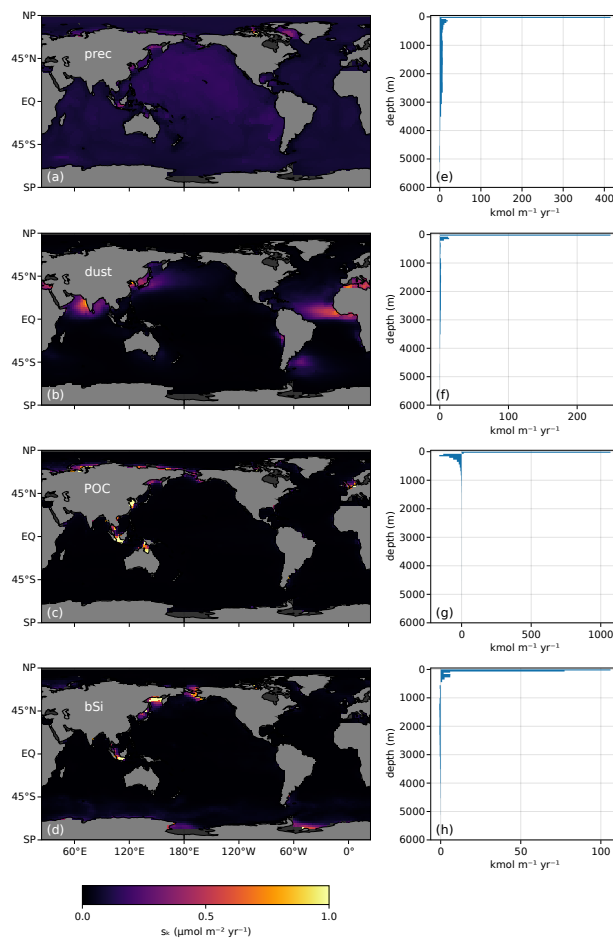 NP
45°N
EQ
45°S
SP
prec
(a)
0
1000
2000
3000
4000
5000
6000
depth (m)
(e)
0
100
200
300
400
kmol m⁻¹ yr⁻¹
NP
45°N
EQ
45°S
SP
dust
(b)
0
1000
2000
3000
4000
5000
6000
depth (m)
(f)
0
100
200
kmol m⁻¹ yr⁻¹
NP
45°N
EQ
45°S
SP
POC
(c)
0
1000
2000
3000
4000
5000
6000
depth (m)
(g)
0
500
1000
kmol m⁻¹ yr⁻¹
NP
45°N
EQ
45°S
SP
bSi
(d)
60°E
120°E
180°E
120°W
60°W
0°
0
1000
2000
3000
4000
5000
6000
depth (m)
(h)
0
50
100
kmol m⁻¹ yr⁻¹
0.0
0.5
1.0
sₖ (μmol m⁻² yr⁻¹)